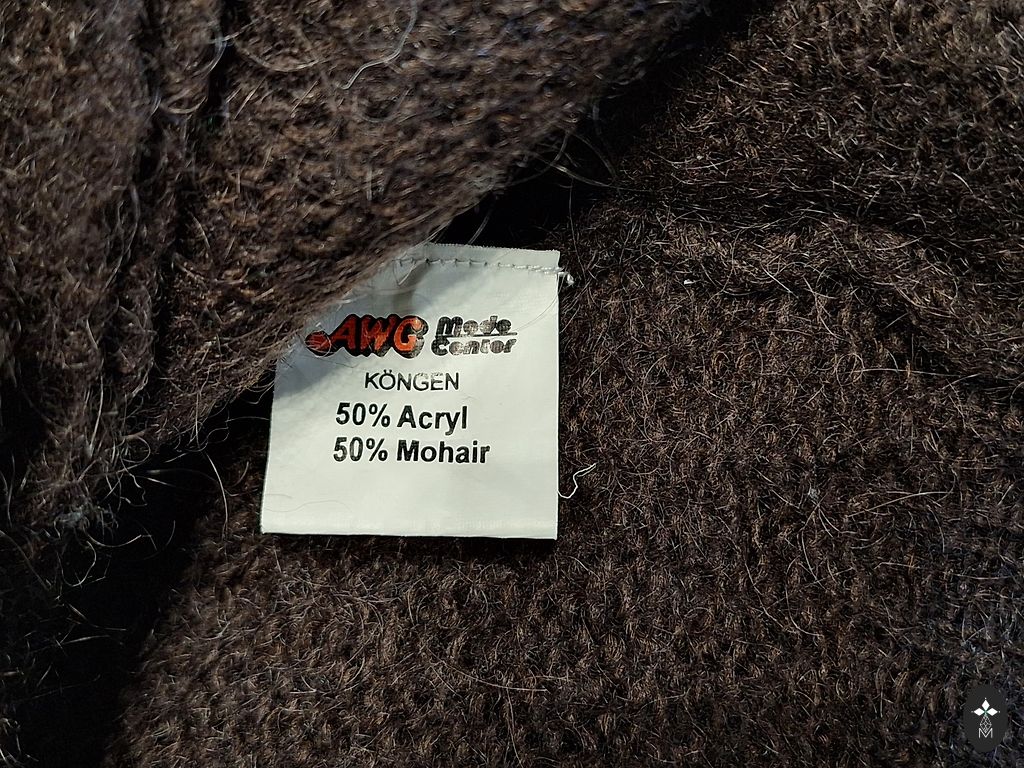 AWG Mode
Center
KÖNGEN
50% Acryl
50% Mohair
M